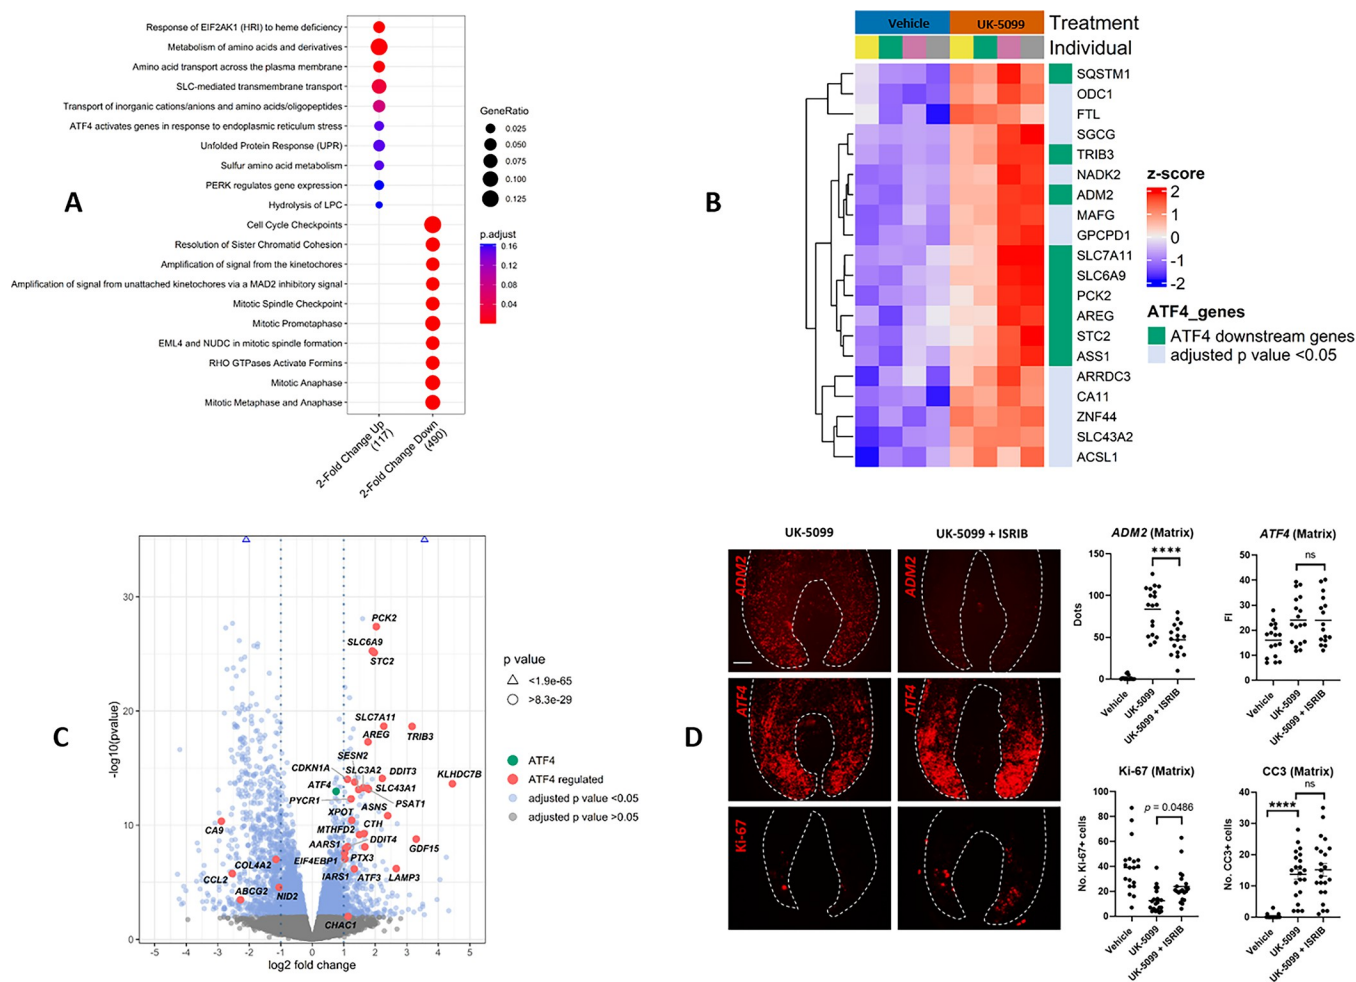 A
Response of EIF2AK1 (HRI) to heme deficiency
Metabolism of amino acids and derivatives
Amino acid transport across the plasma membrane
SLC-mediated transmembrane transport
Transport of inorganic cations/anions and amino acids/oligopeptides
ATF4 activates genes in response to endoplasmic reticulum stress
Unfolded Protein Response (UPR)
Sulfur amino acid metabolism
PERK regulates gene expression
Hydrolysis of LPC
Cell Cycle Checkpoints
Resolution of Sister Chromatid Cohesion
Amplification of signal from the kinetochores
Amplification of signal from unattached kinetochores via a MAD2 inhibitory signal
Mitotic Spindle Checkpoint
Mitotic Prometaphase
EML4 and NUDC in mitotic spindle formation
RHO GTPases Activate Formins
Mitotic Anaphase
Mitotic Metaphase and Anaphase
2-Fold Change Up
(117)
2-Fold Change Down
(490)
GeneRatio
0.025
0.050
0.075
0.100
0.125
p.adjust
0.16
0.12
0.08
0.04
B
Vehicle UK-5099 Treatment
Individual
SQSTM1
ODC1
FTL
SGCG
TRIB3
NADK2
ADM2
MAFG
GPCPD1
SLC7A11
SLC6A9
PCK2
AREG
STC2
ASS1
ARRDC3
CA11
ZNF44
SLC43A2
ACSL1
z-score
2
1
0
-1
-2
ATF4_genes
ATF4 downstream genes
adjusted p value <0.05
C
-log10(pvalue)
30
20
10
0
-5 -4 -3 -2 -1 0 1 2 3 4 5
log2 fold change
PCK2
SLC6A9
STC2
SLC7A11
AREG
TRIB3
SESN2
CDKN1A
SLC3A2
DDIT3
KLHDC7B
ATF4
SLC43A1
PYCR1
ASNS
PSAT1
XPOT
CTH
MTHFD2
CA9
AARS1
DDIT4
GDF15
EIF4EBP1
PTX3
COL4A2
IARS1
ATF3
LAMP3
CCL2
ABCG2
NID2
CHAC1
p value
<1.9e-65
>8.3e-29
ATF4
ATF4 regulated
adjusted p value <0.05
adjusted p value >0.05
D
UK-5099
UK-5099 + ISRIB
ADM2
ADM2
ATF4
ATF4
Ki-67
ADM2 (Matrix)
150
100
50
0
Dots
****
Vehicle
UK-5099
UK-5099 + ISRIB
ATF4 (Matrix)
50
40
30
20
10
0
FI
ns
Vehicle
UK-5099
UK-5099 + ISRIB
Ki-67 (Matrix)
100
80
60
40
20
0
No. Ki-67+ cells
p = 0.0486
Vehicle
UK-5099
UK-5099 + ISRIB
CC3 (Matrix)
40
30
20
10
0
No. CC3+ cells
****
ns
Vehicle
UK-5099
UK-5099 + ISRIB